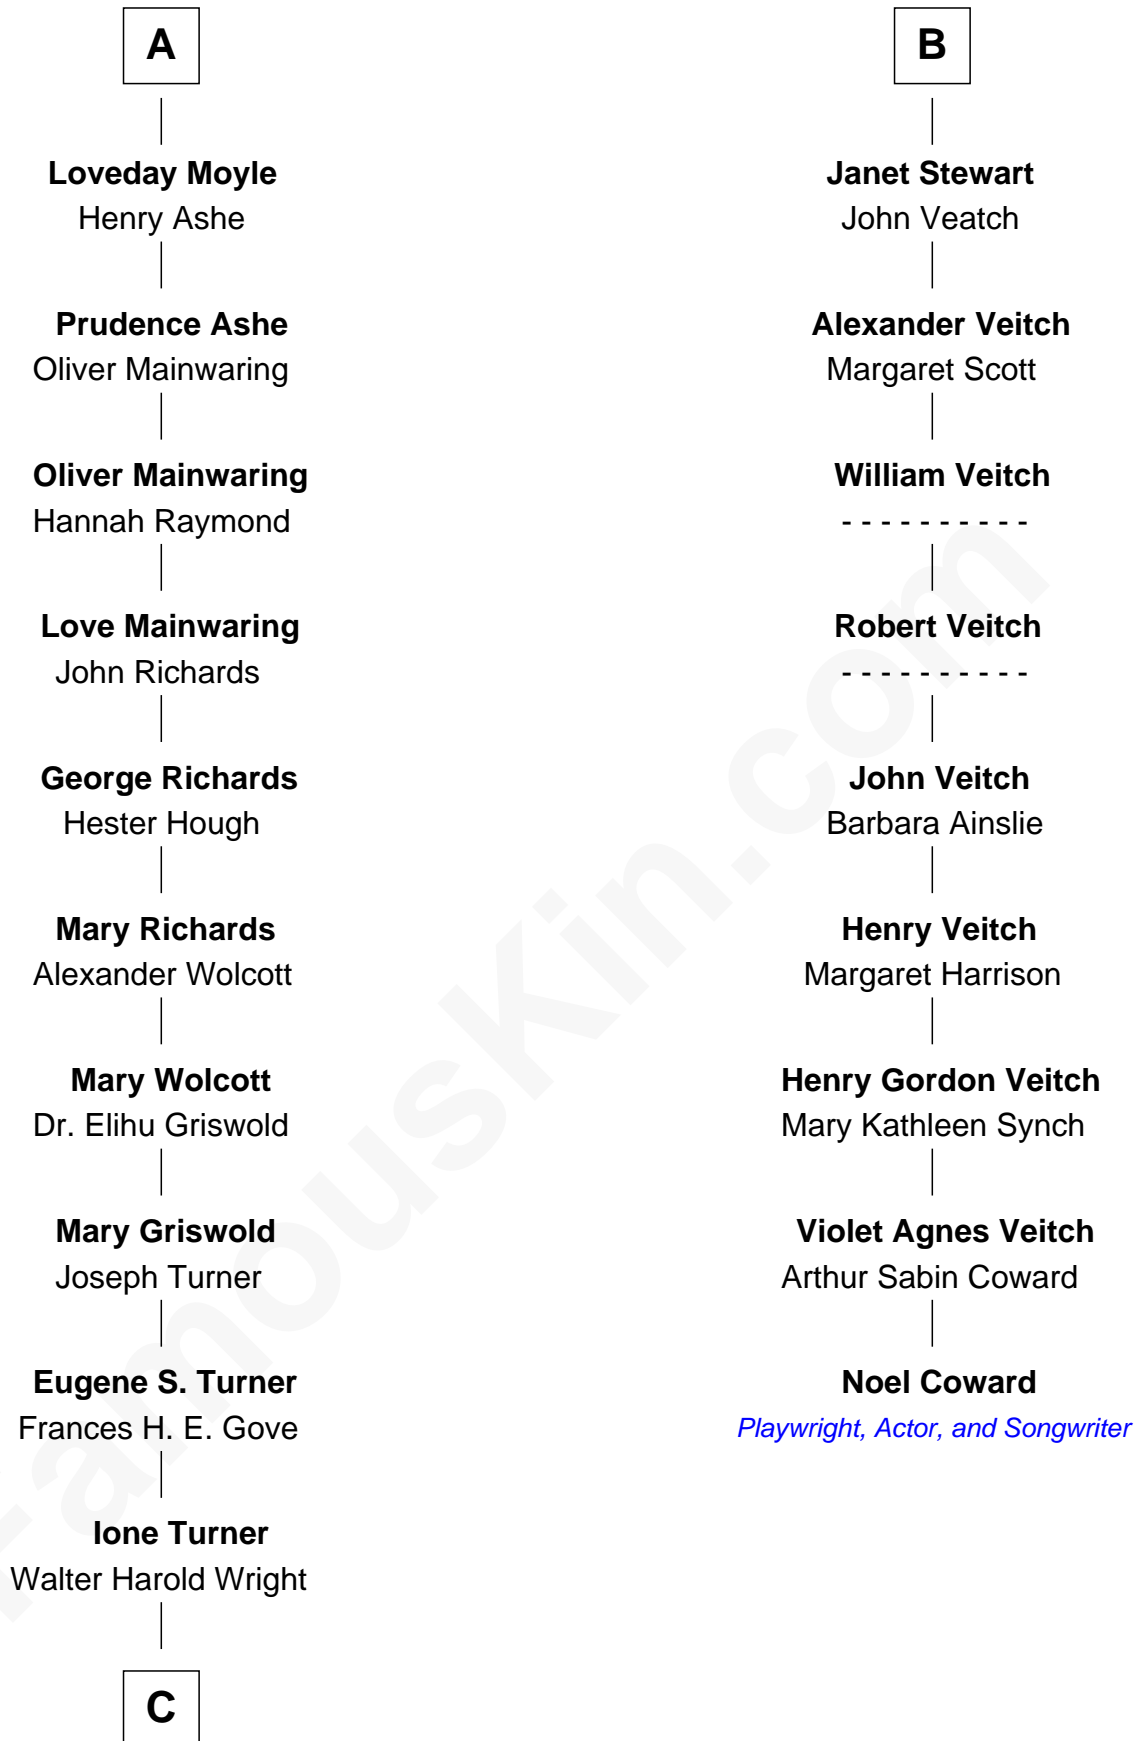 A
Loveday Moyle
Henry Ashe
Prudence Ashe
Oliver Mainwaring
Oliver Mainwaring
Hannah Raymond
Love Mainwaring
John Richards
George Richards
Hester Hough
Mary Richards
Alexander Wolcott
Mary Wolcott
Dr. Elihu Griswold
Mary Griswold
Joseph Turner
Eugene S. Turner
Frances H. E. Gove
Ione Turner
Walter Harold Wright
C
B
Janet Stewart
John Veatch
Alexander Veitch
Margaret Scott
William Veitch
- - - - - - - - - -
Robert Veitch
- - - - - - - - - -
John Veitch
Barbara Ainslie
Henry Veitch
Margaret Harrison
Henry Gordon Veitch
Mary Kathleen Synch
Violet Agnes Veitch
Arthur Sabin Coward
Noel Coward
Playwright, Actor, and Songwriter
FamousKin.com